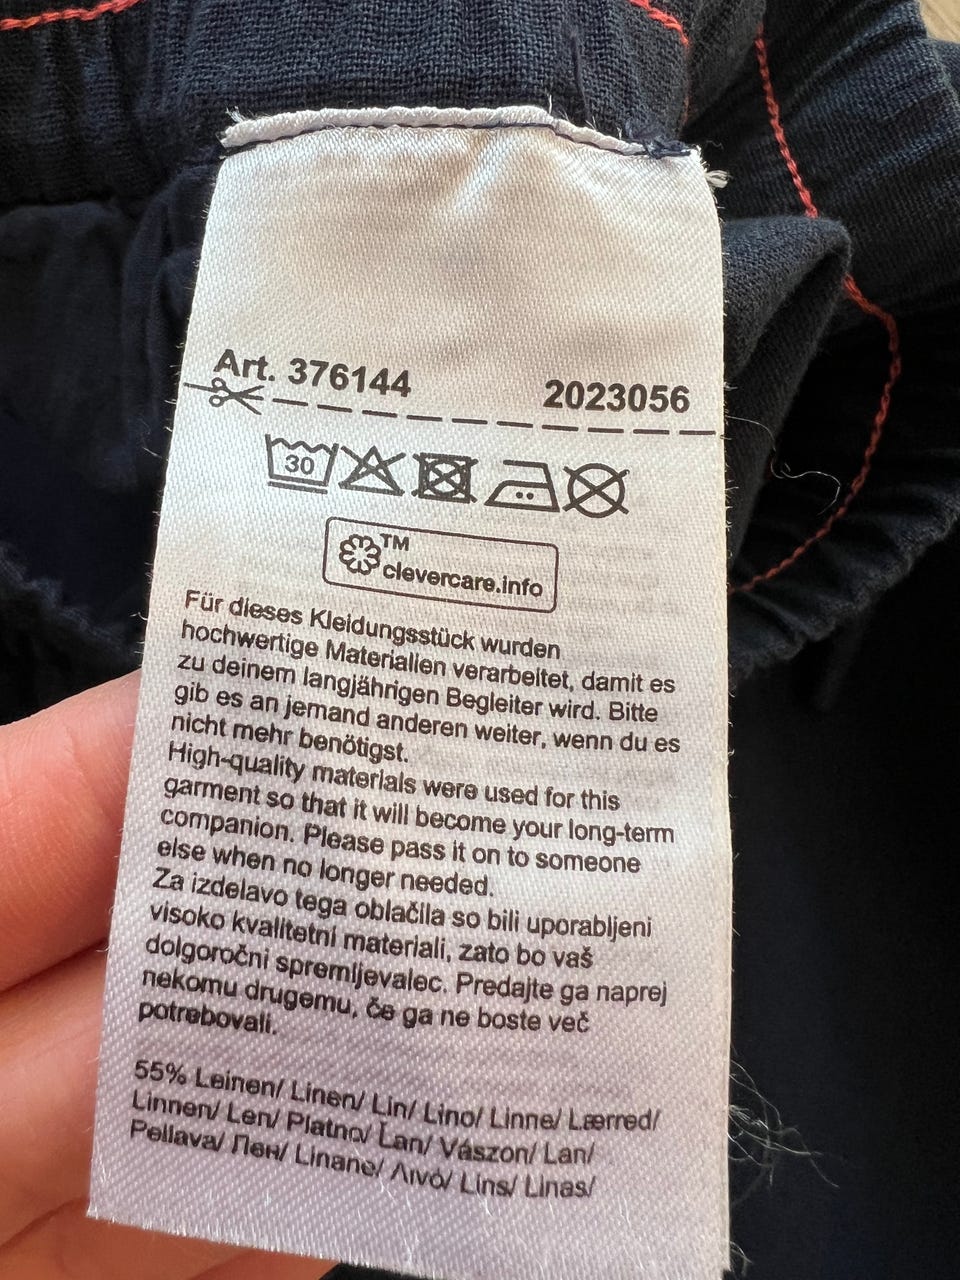 Art. 376144 2023056
30
TM
clevercare.info
Für dieses Kleidungsstück wurden
hochwertige Materialien verarbeitet, damit es
zu deinem langjährigen Begleiter wird. Bitte
gib es an jemand anderen weiter, wenn du es
nicht mehr benötigst.
High-quality materials were used for this
garment so that it will become your long-term
companion. Please pass it on to someone
else when no longer needed.
Za izdelavo tega oblačila so bili uporabljeni
visoko kvalitetni materiali, zato bo vaš
dolgoročni spremljevalec. Predajte ga naprej
nekomu drugemu, če ga ne boste več
potrebovali.
55% Leinen/ Linen/ Lin/ Lino/ Linne/ Lærred/
Linnen/ Len/ Platno/ Ľan/ Vászon/ Lan/
Pellava/ Лен/ Linane/ Λινό/ Lins/ Linas/